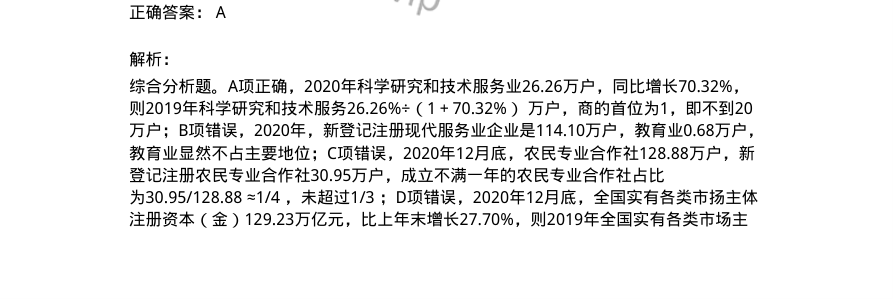 正确答案： A
解析：
综合分析题。A项正确，2020年科学研究和技术服务业26.26万户，同比增长70.32%，
则2019年科学研究和技术服务26.26%÷（1 + 70.32%）万户，商的首位为1，即不到20
万户；B项错误，2020年，新登记注册现代服务业企业是114.10万户，教育业0.68万户，
教育业显然不占主要地位；C项错误，2020年12月底，农民专业合作社128.88万户，新
登记注册农民专业合作社30.95万户，成立不满一年的农民专业合作社占比
为30.95/128.88 ≈1/4 ，未超过1/3 ；D项错误，2020年12月底，全国实有各类市扬主体
注册资本（金）129.23万亿元，比上年末增长27.70%，则2019年全国实有各类市场主